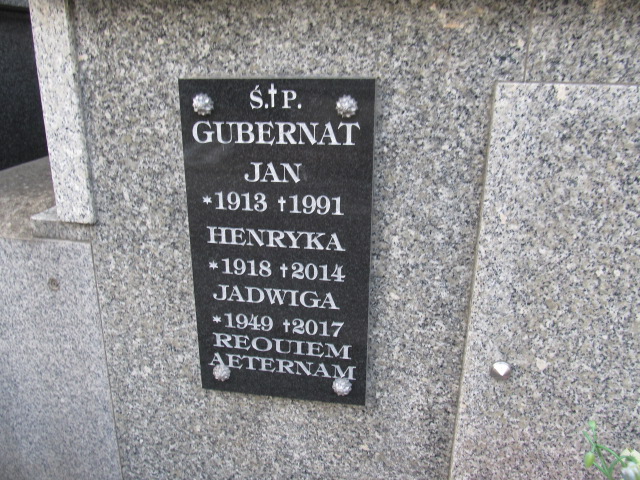 Ś.†P.
GUBERNAT
JAN
*1913 †1991
HENRYKA
*1918 †2014
JADWIGA
*1949 †2017
REQUIEM
AETERNAM